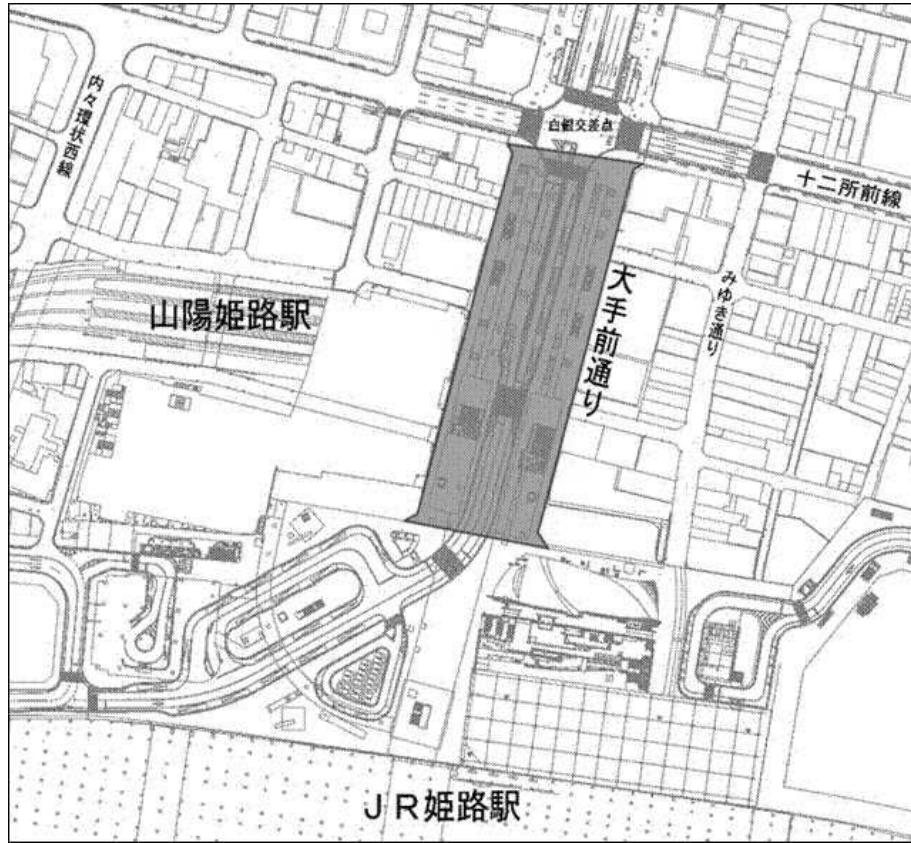 白銀交差点
内々環状西線
十二所前線
山陽姫路駅
大手前通り
みゆき通り
ＪＲ姫路駅